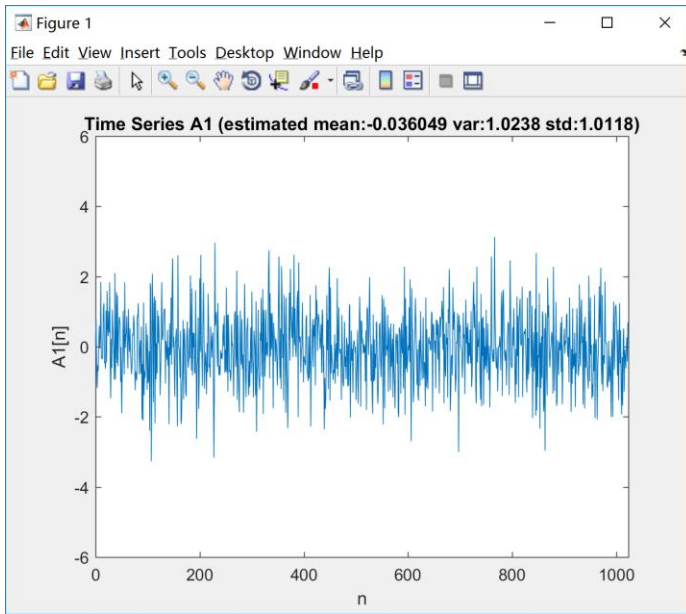 Figure 1
File Edit View Insert Tools Desktop Window Help
Time Series A1 (estimated mean:-0.036049 var:1.0238 std:1.0118)
6
4
2
0
-2
-4
-6
A1[n]
0 200 400 600 800 1000
n